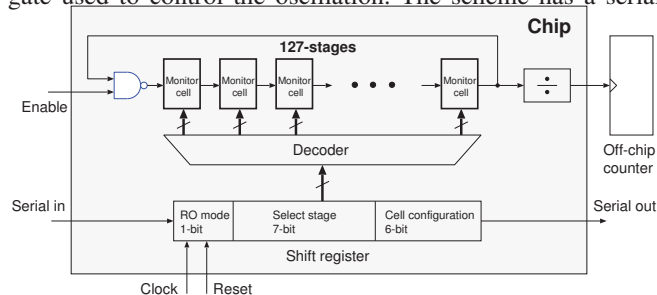 gate used to control the oscillation. The scheme has a serial
Chip
127-stages
Monitor cell
Monitor cell
Monitor cell
Monitor cell
÷
Enable
Decoder
Off-chip counter
Serial in
RO mode 1-bit
Select stage 7-bit
Cell configuration 6-bit
Serial out
Shift register
Clock
Reset